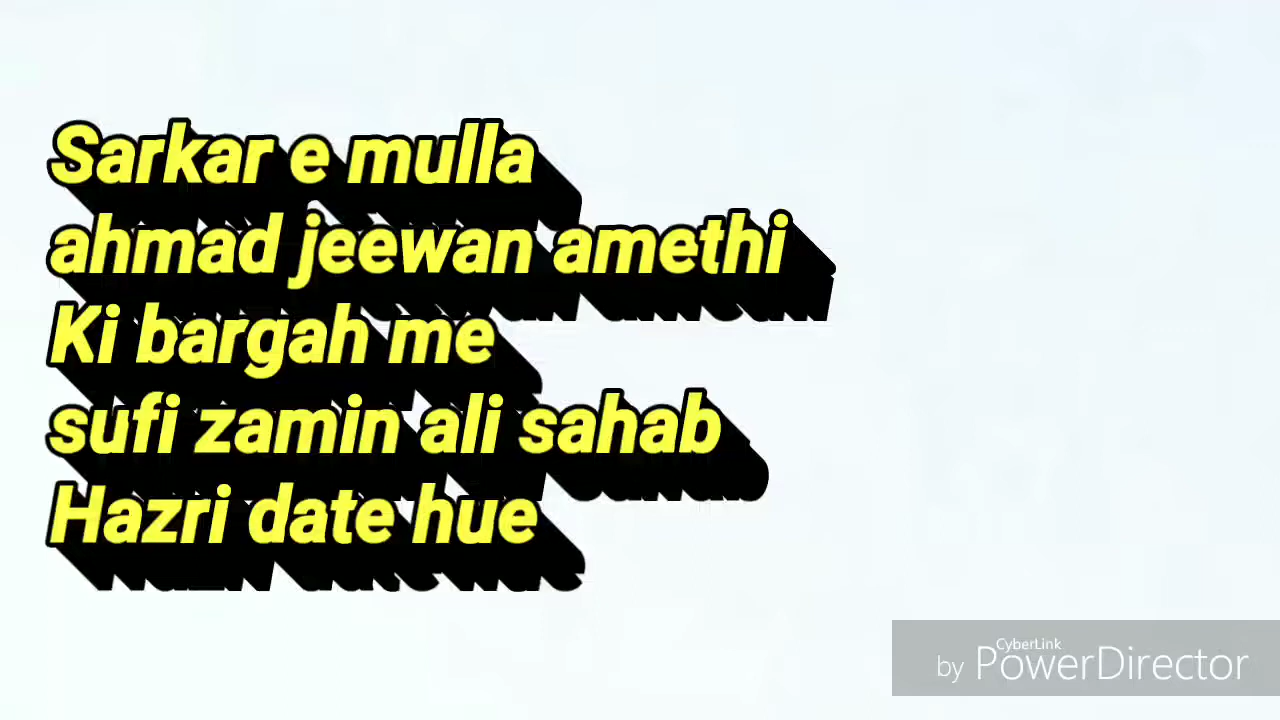 Sarkar e mulla
ahmad jeewan amethi
Ki bargah me
sufi zamin ali sahab
Hazri date hue
CyberLink
by PowerDirector